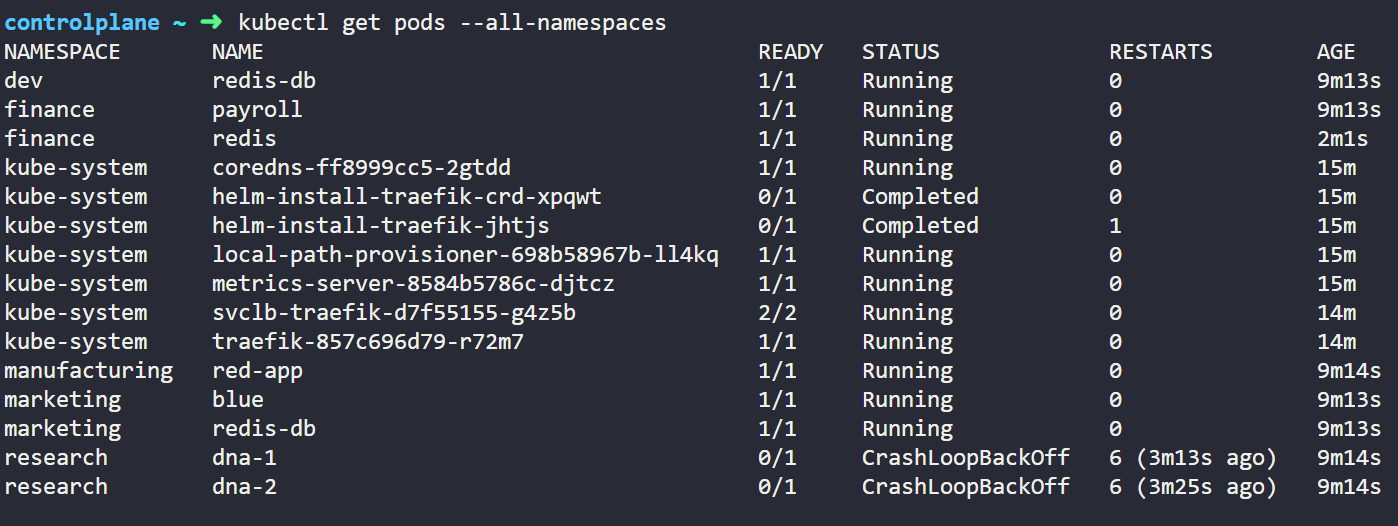 controlplane ~ ➜ kubectl get pods --all-namespaces
NAMESPACE NAME READY STATUS RESTARTS AGE
dev redis-db 1/1 Running 0 9m13s
finance payroll 1/1 Running 0 9m13s
finance redis 1/1 Running 0 2m1s
kube-system coredns-ff8999cc5-2gtdd 1/1 Running 0 15m
kube-system helm-install-traefik-crd-xpqwt 0/1 Completed 0 15m
kube-system helm-install-traefik-jhtjs 0/1 Completed 1 15m
kube-system local-path-provisioner-698b58967b-ll4kq 1/1 Running 0 15m
kube-system metrics-server-8584b5786c-djtcz 1/1 Running 0 15m
kube-system svclb-traefik-d7f55155-g4z5b 2/2 Running 0 14m
kube-system traefik-857c696d79-r72m7 1/1 Running 0 14m
manufacturing red-app 1/1 Running 0 9m14s
marketing blue 1/1 Running 0 9m13s
marketing redis-db 1/1 Running 0 9m13s
research dna-1 0/1 CrashLoopBackOff 6 (3m13s ago) 9m14s
research dna-2 0/1 CrashLoopBackOff 6 (3m25s ago) 9m14s